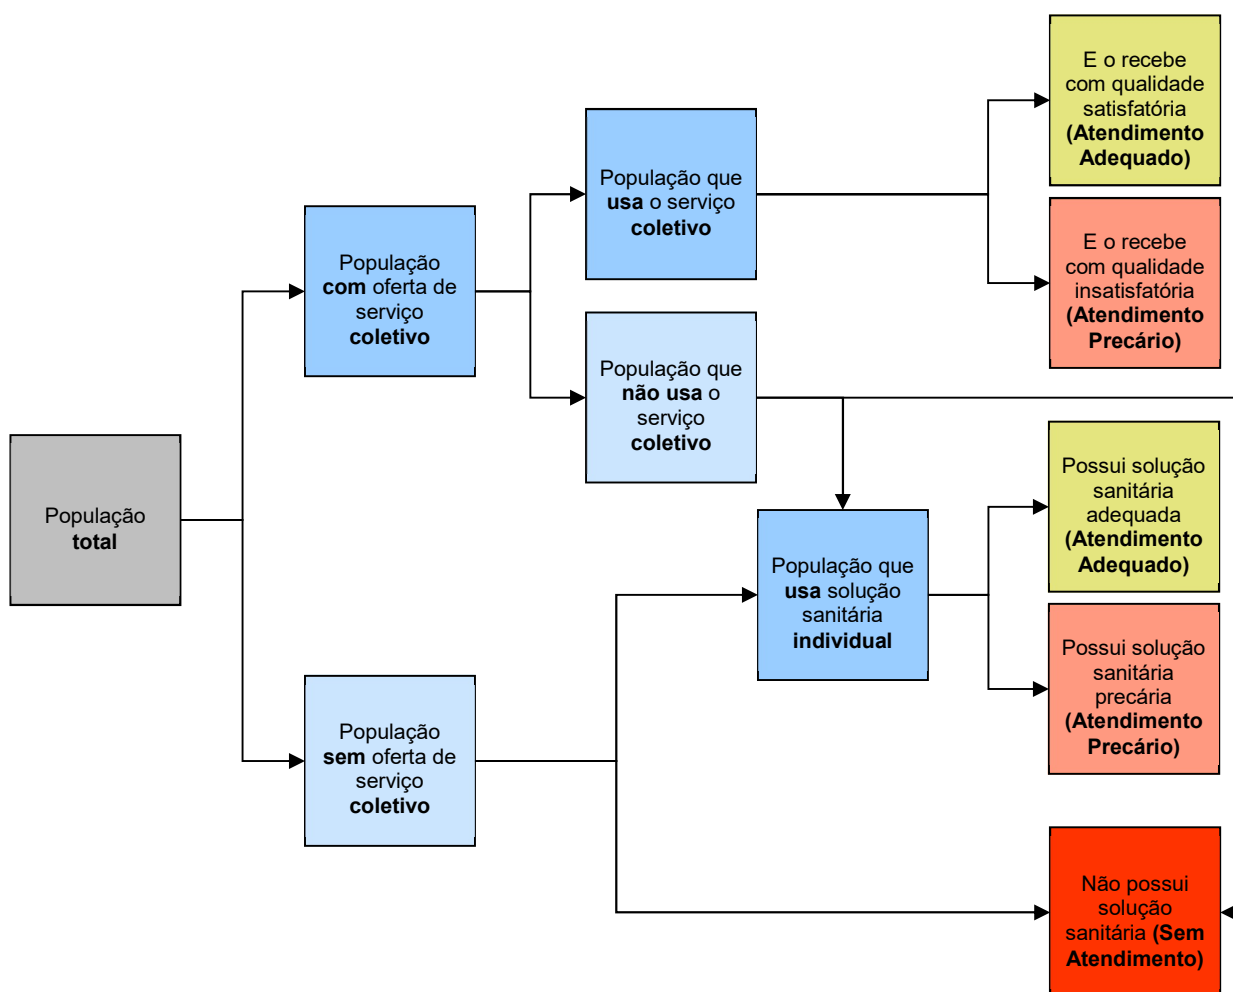 População
total
População
com oferta de
serviço
coletivo
População
sem oferta de
serviço
coletivo
População que
usa o serviço
coletivo
População que
não usa o
serviço
coletivo
População que
usa solução
sanitária
individual
E o recebe
com qualidade
satisfatória
(Atendimento
Adequado)
E o recebe
com qualidade
insatisfatória
(Atendimento
Precário)
Possui solução
sanitária
adequada
(Atendimento
Adequado)
Possui solução
sanitária
precária
(Atendimento
Precário)
Não possui
solução
sanitária (Sem
Atendimento)